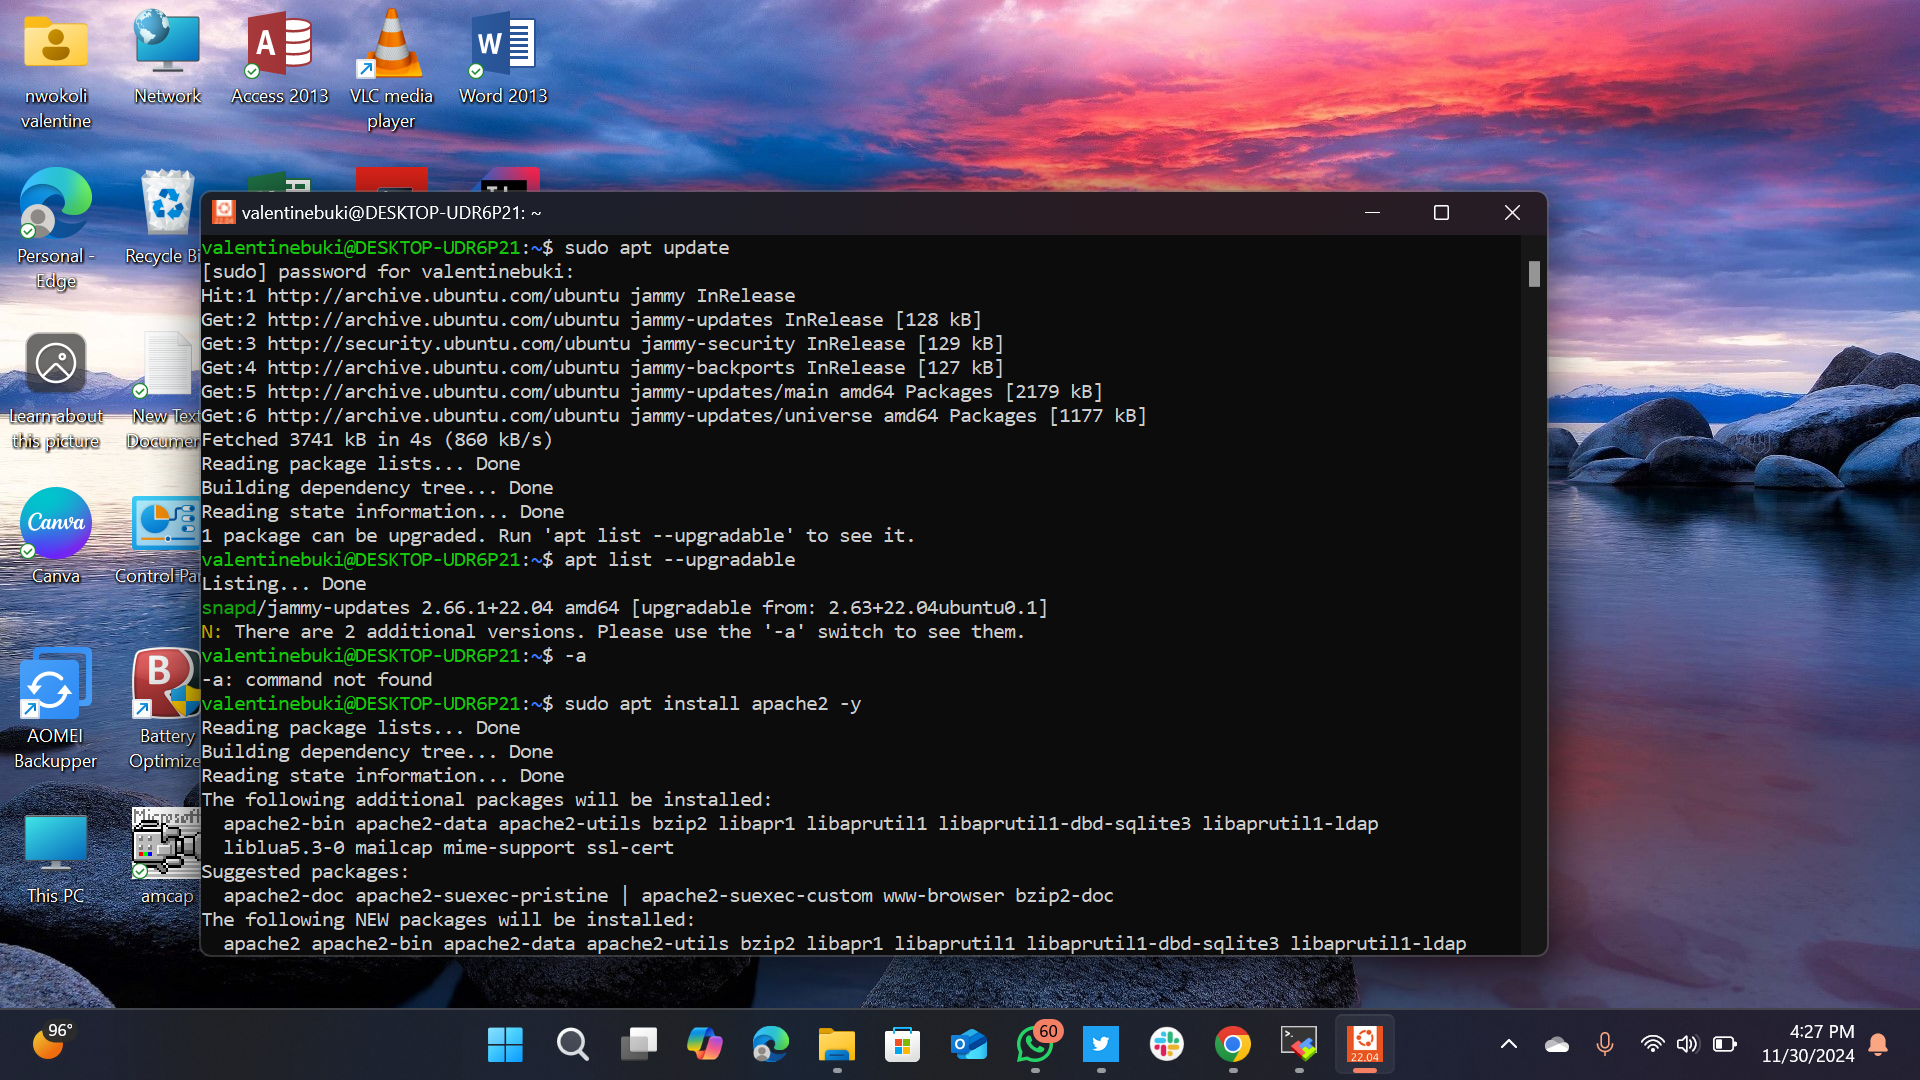 nwokoli
valentine
Network
Access 2013
VLC media
player
Word 2013
Personal -
Edge
Recycle Bi
Learn about
this picture
New Text
Documen
Canva
Canva
Control Pa
AOMEI
Backupper
B
Battery
Optimize
This PC
Microsoft
amcap
valentinebuki@DESKTOP-UDR6P21: ~
valentinebuki@DESKTOP-UDR6P21:~$ sudo apt update
[sudo] password for valentinebuki:
Hit:1 http://archive.ubuntu.com/ubuntu jammy InRelease
Get:2 http://archive.ubuntu.com/ubuntu jammy-updates InRelease [128 kB]
Get:3 http://security.ubuntu.com/ubuntu jammy-security InRelease [129 kB]
Get:4 http://archive.ubuntu.com/ubuntu jammy-backports InRelease [127 kB]
Get:5 http://archive.ubuntu.com/ubuntu jammy-updates/main amd64 Packages [2179 kB]
Get:6 http://archive.ubuntu.com/ubuntu jammy-updates/universe amd64 Packages [1177 kB]
Fetched 3741 kB in 4s (860 kB/s)
Reading package lists... Done
Building dependency tree... Done
Reading state information... Done
1 package can be upgraded. Run 'apt list --upgradable' to see it.
valentinebuki@DESKTOP-UDR6P21:~$ apt list --upgradable
Listing... Done
snapd/jammy-updates 2.66.1+22.04 amd64 [upgradable from: 2.63+22.04ubuntu0.1]
N: There are 2 additional versions. Please use the '-a' switch to see them.
valentinebuki@DESKTOP-UDR6P21:~$ -a
-a: command not found
valentinebuki@DESKTOP-UDR6P21:~$ sudo apt install apache2 -y
Reading package lists... Done
Building dependency tree... Done
Reading state information... Done
The following additional packages will be installed:
apache2-bin apache2-data apache2-utils bzip2 libapr1 libaprutil1 libaprutil1-dbd-sqlite3 libaprutil1-ldap
liblua5.3-0 mailcap mime-support ssl-cert
Suggested packages:
apache2-doc apache2-suexec-pristine | apache2-suexec-custom www-browser bzip2-doc
The following NEW packages will be installed:
apache2 apache2-bin apache2-data apache2-utils bzip2 libapr1 libaprutil1 libaprutil1-dbd-sqlite3 libaprutil1-ldap
96°
60
22.04
4:27 PM
11/30/2024